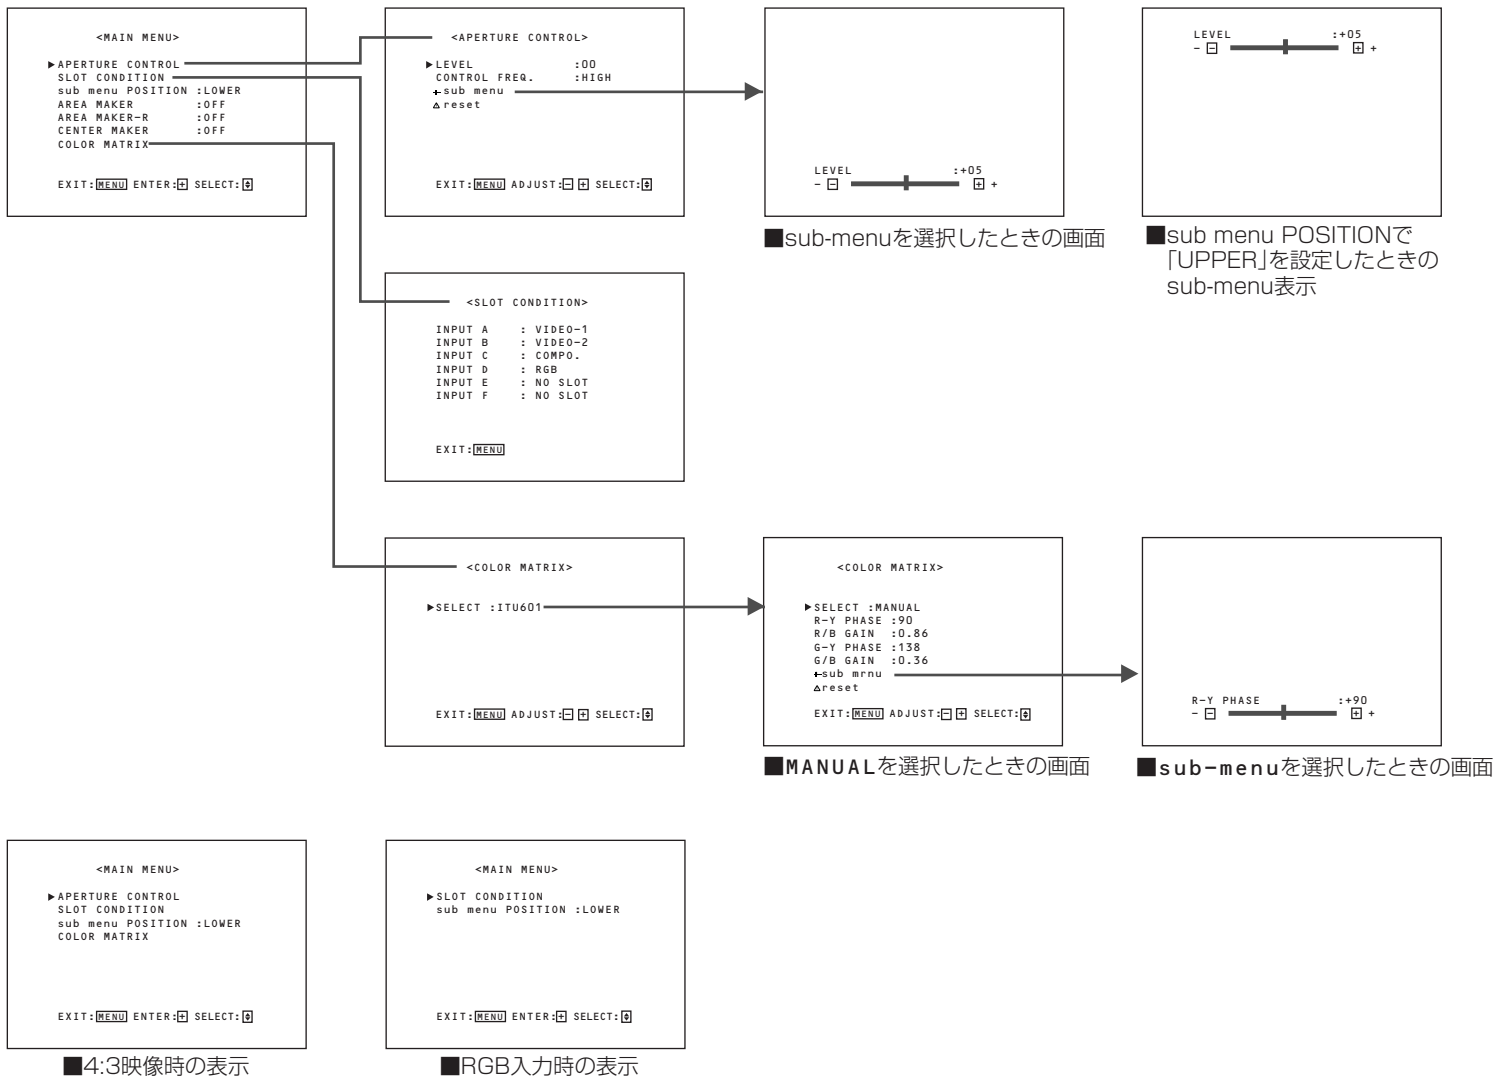 <MAIN MENU>
▶APERTURE CONTROL
SLOT CONDITION
sub menu POSITION :LOWER
AREA MAKER :OFF
AREA MAKER-R :OFF
CENTER MAKER :OFF
COLOR MATRIX
EXIT:MENU ENTER:+ SELECT:
<APERTURE CONTROL>
▶LEVEL :00
CONTROL FREQ. :HIGH
+sub menu
△reset
EXIT:MENU ADJUST:- + SELECT:
LEVEL :+05
- - + +
■sub-menuを選択したときの画面
LEVEL :+05
- - + +
■sub menu POSITIONで
「UPPER」を設定したときの
sub-menu表示
<SLOT CONDITION>
INPUT A : VIDEO-1
INPUT B : VIDEO-2
INPUT C : COMPO.
INPUT D : RGB
INPUT E : NO SLOT
INPUT F : NO SLOT
EXIT:MENU
<COLOR MATRIX>
▶SELECT :ITU601
EXIT:MENU ADJUST:- + SELECT:
<COLOR MATRIX>
▶SELECT :MANUAL
R-Y PHASE :90
R/B GAIN :0.86
G-Y PHASE :138
G/B GAIN :0.36
+sub mrnu
△reset
EXIT:MENU ADJUST:- + SELECT:
■MANUALを選択したときの画面
R-Y PHASE :+90
- - + +
■sub-menuを選択したときの画面
<MAIN MENU>
▶APERTURE CONTROL
SLOT CONDITION
sub menu POSITION :LOWER
COLOR MATRIX
EXIT:MENU ENTER:+ SELECT:
■4:3映像時の表示
<MAIN MENU>
▶SLOT CONDITION
sub menu POSITION :LOWER
EXIT:MENU ENTER:+ SELECT:
■RGB入力時の表示